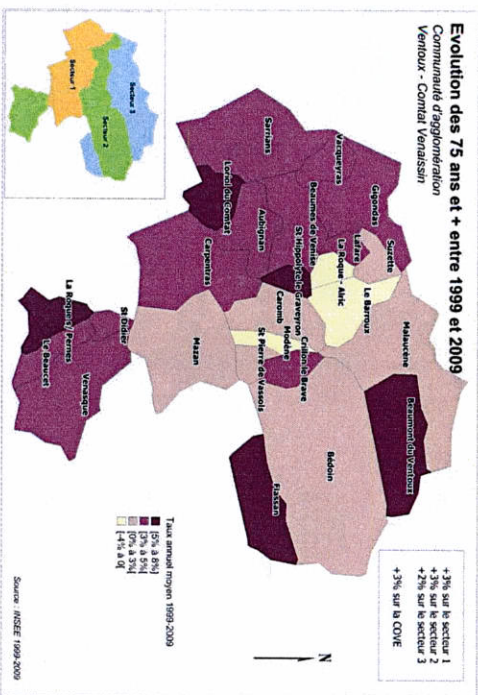 Evolution des 75 ans et + entre 1999 et 2009
Communauté d'agglomération
Ventoux - Comtat Venaissin
+3% sur le secteur 1
+3% sur le secteur 2
+2% sur le secteur 3
+3% sur la COVE
N
Malaucène
Beaumont du Ventoux
Le Barroux
Suzette
Gigondas
Lafare
La Roque - Alric
Vacqueyras
Beaumes de Venise
Crillon le Brave
Bédoin
Modène
Caromb
St Hippolyte le Graveyron
St Pierre de Vassols
Sarrians
Aubignan
Flassan
Loriol du Comtat
Carpentras
Mazan
St Didier
Venasque
La Roque / Pernes
Le Beaucet
Taux annuel moyen 1999-2009
[5% à 8%]
[3% à 5%[
[0% à 3%[
[-4% à 0[
Secteur 3
Secteur 2
Secteur 1
Source : INSEE 1999-2009